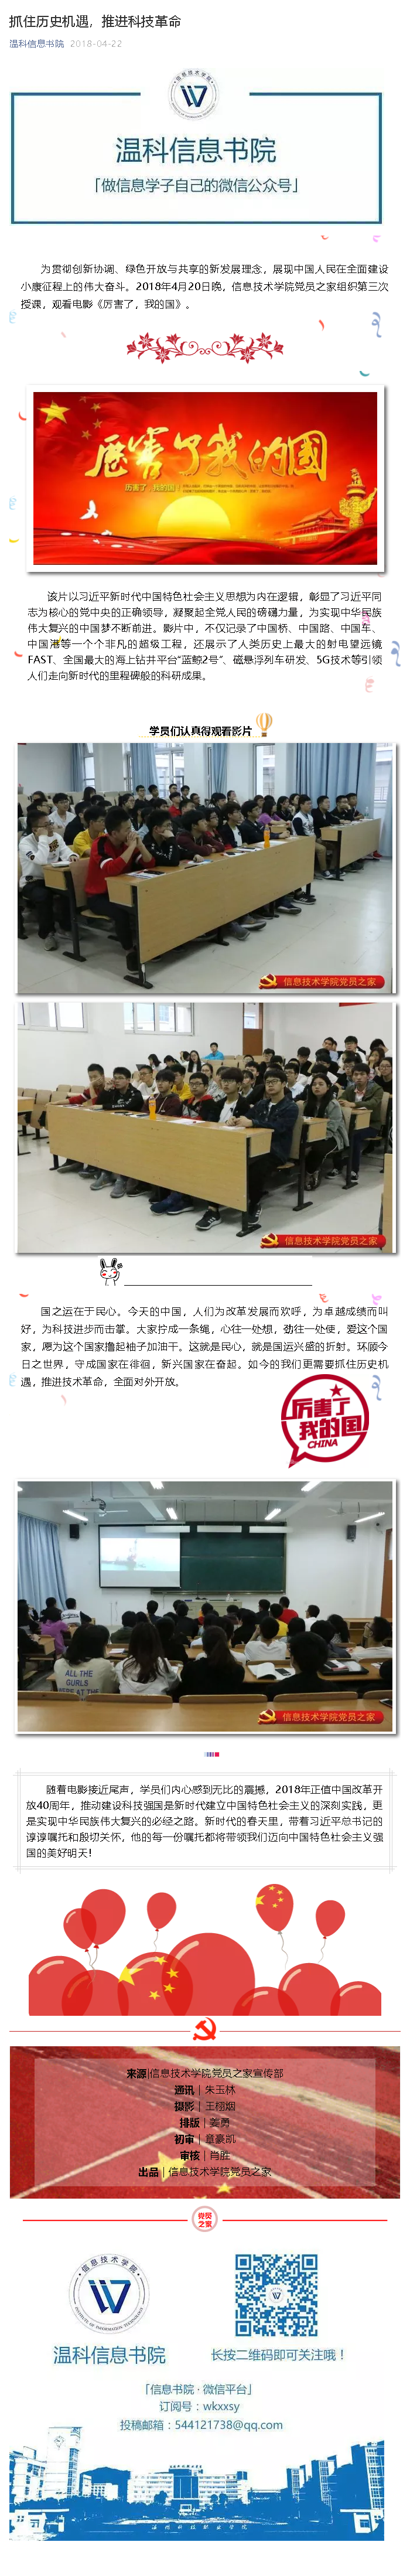 抓住历史机遇，推进科技革命
温科信息书院 2018-04-22
信息技术学院
温科信息书院
「做信息学子自己的微信公众号」
为贯彻创新协调、绿色开放与共享的新发展理念，展现中国人民在全面建设
小康征程上的伟大奋斗。2018年4月20日晚，信息技术学院党员之家组织第三次
授课，观看电影《厉害了，我的国》。
厉害了我的国
厉害了，我的国！
该片以习近平新时代中国特色社会主义思想为内在逻辑，彰显了习近平同
志为核心的党中央的正确领导，凝聚起全党全国人民的磅礴力量，为实现中华民族伟
大复兴的中国梦不断前进。影片中，不仅记录了中国桥、中国路、中国车、
中国港、一个个非凡的超级工程，还展示了人类历史上最大的射电望远镜
FAST、全国最大的海上钻井平台“蓝鲸2号”、磁悬浮列车研发、5G技术等引领
人们走向新时代的里程碑般的科研成果。
学员们认真得观看影片
信息技术学院党员之家
信息技术学院党员之家
国之运在于民心。今天的中国，人们为改革发展而欢呼，为卓越成绩而叫
好，为科技进步而击掌。大家拧成一条绳，心往一处想，劲往一处使，爱这个国
家，愿为这个国家撸起袖子加油干。这就是民心，就是国运兴盛的折射。环顾今
日之世界，守成国家在徘徊，新兴国家在奋起。如今的我们更需要抓住历史机
遇，推进技术革命，全面对外开放。
厉害了
我的国
CHINA
ALL THE
GURLS
HERE AT THE
信息技术学院党员之家
随着电影接近尾声，学员们内心感到无比的震撼，2018年正值中国改革开
放40周年，推动建设科技强国是新时代建立中国特色社会主义的深刻实践，更
是实现中华民族伟大复兴的必经之路。新时代的春天里，带着习近平总书记的
谆谆嘱托和殷切关怀，他的每一份嘱托都将带领我们迈向中国特色社会主义强
国的美好明天！
来源|信息技术学院党员之家宣传部
通讯｜朱玉林
摄影｜王栩烟
排版｜姜勇
初审｜章豪凯
审核｜肖胜
出品｜信息技术学院党员之家
党员
之家
信息技术学院
INSTITUTE OF INFORMATION TECHNOLOGY
温科信息书院
长按二维码即可关注哦！
「信息书院 · 微信平台」
订阅号：wkxxsy
投稿邮箱：544121738@qq.com
温州科技职业学院